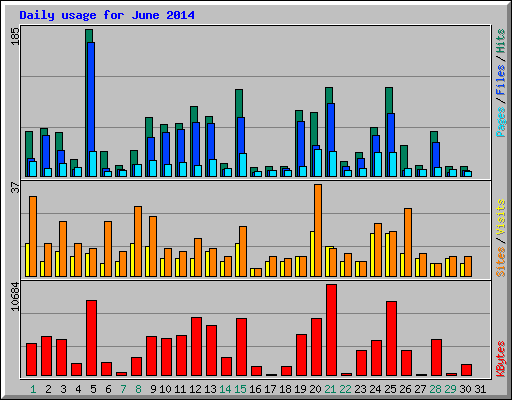 Daily usage for June 2014
185
Pages / Files / Hits
37
Sites / Visits
10684
KBytes
1 2 3 4 5 6 7 8 9 10 11 12 13 14 15 16 17 18 19 20 21 22 23 24 25 26 27 28 29 30 31